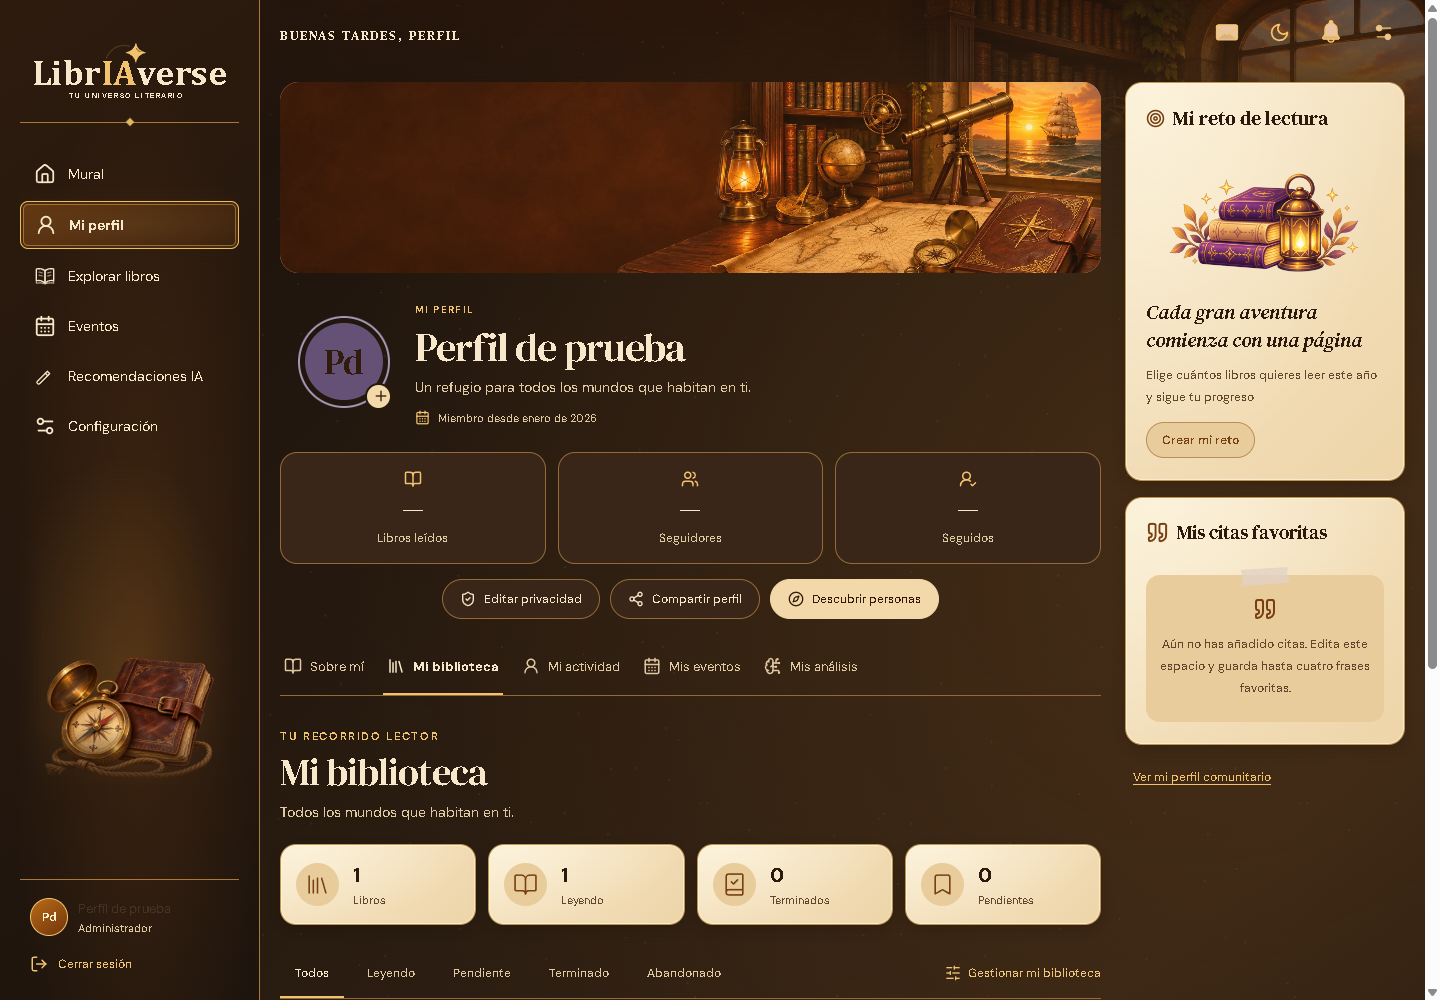 LibrIAverse
TU UNIVERSO LITERARIO
Mural
Mi perfil
Explorar libros
Eventos
Recomendaciones IA
Configuración
Pd
Perfil de prueba
Administrador
Cerrar sesión
BUENAS TARDES, PERFIL
Pd
MI PERFIL
Perfil de prueba
Un refugio para todos los mundos que habitan en ti.
Miembro desde enero de 2026
—
Libros leídos
—
Seguidores
—
Seguidos
Editar privacidad
Compartir perfil
Descubrir personas
Sobre mí
Mi biblioteca
Mi actividad
Mis eventos
Mis análisis
TU RECORRIDO LECTOR
Mi biblioteca
Todos los mundos que habitan en ti.
1
Libros
1
Leyendo
0
Terminados
0
Pendientes
Todos
Leyendo
Pendiente
Terminado
Abandonado
Gestionar mi biblioteca
Mi reto de lectura
Cada gran aventura
comienza con una página
Elige cuántos libros quieres leer este año
y sigue tu progreso
Crear mi reto
Mis citas favoritas
Aún no has añadido citas. Edita este
espacio y guarda hasta cuatro frases
favoritas.
Ver mi perfil comunitario